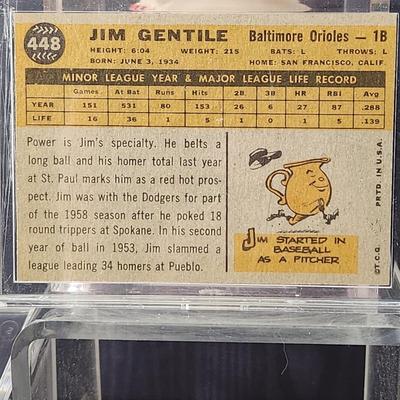 448
JIM GENTILE Baltimore Orioles — 1B
HEIGHT: 6:04 WEIGHT: 215 BATS: L THROWS: L
BORN: JUNE 3, 1934 HOME: SAN FRANCISCO, CALIF.
MINOR LEAGUE YEAR & MAJOR LEAGUE LIFE RECORD
Games At Bat Runs Hits 2B 3B HR RBI Avg
YEAR 151 531 80 153 26 6 27 87 .288
LIFE 16 36 1 5 1 0 1 5 .139
Power is Jim's specialty. He belts a
long ball and his homer total last year
at St. Paul marks him as a red hot pros-
pect. Jim was with the Dodgers for part
of the 1958 season after he poked 18
round trippers at Spokane. In his second
year of ball in 1953, Jim slammed a
league leading 34 homers at Pueblo.
JIM STARTED IN
BASEBALL
AS A PITCHER
©T.C.G. PRTD. IN U.S.A.